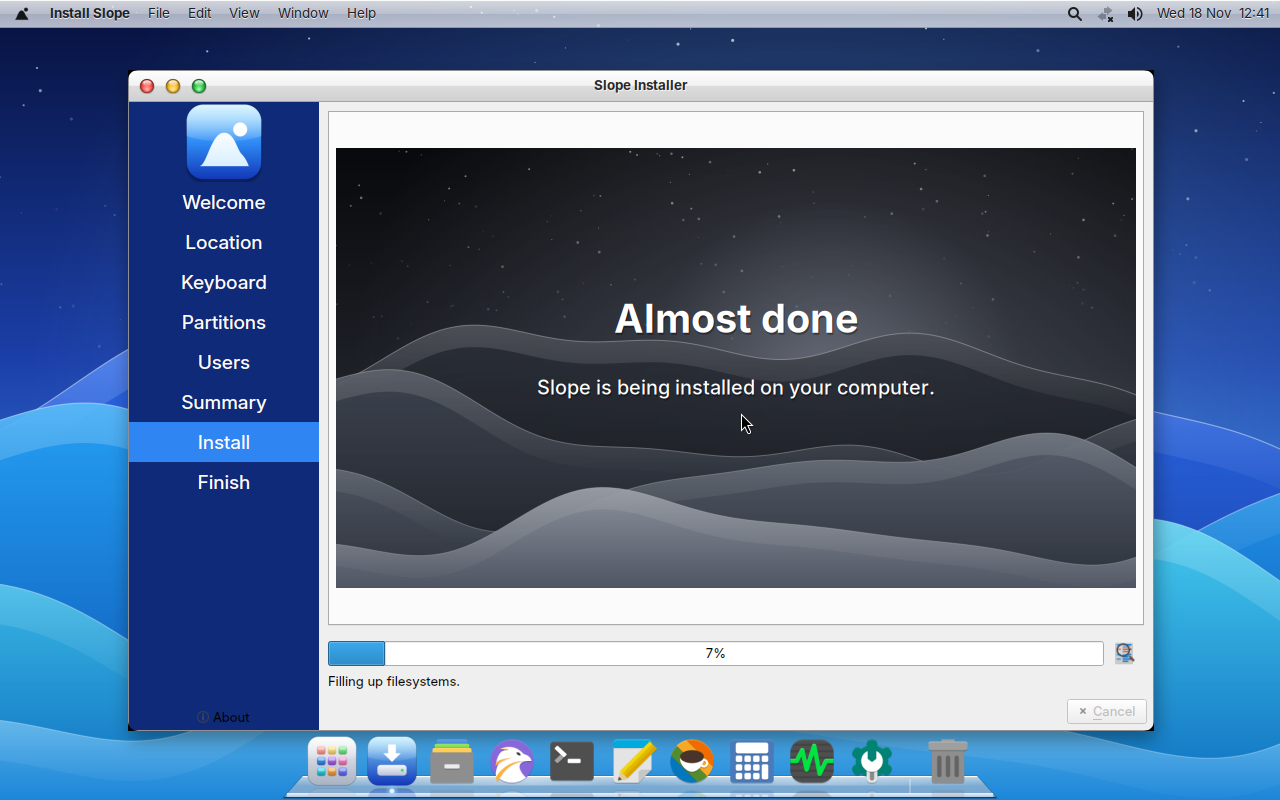 Install Slope File Edit View Window Help Wed 18 Nov 12:41
Slope Installer
Welcome
Location
Keyboard
Partitions
Users
Summary
Install
Finish
About
Almost done
Slope is being installed on your computer.
7%
Filling up filesystems.
Cancel